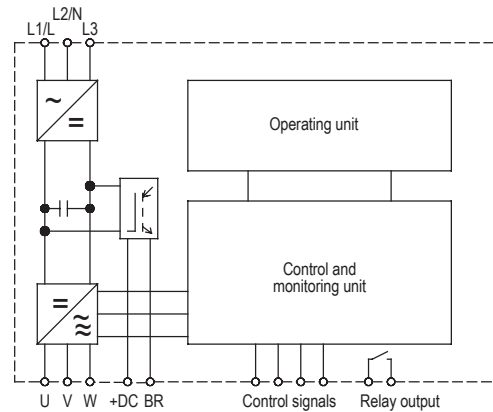 L2/N
L1/L L3
~
=
Operating unit
Control and
monitoring unit
=
≈
~
U V W +DC BR Control signals Relay output